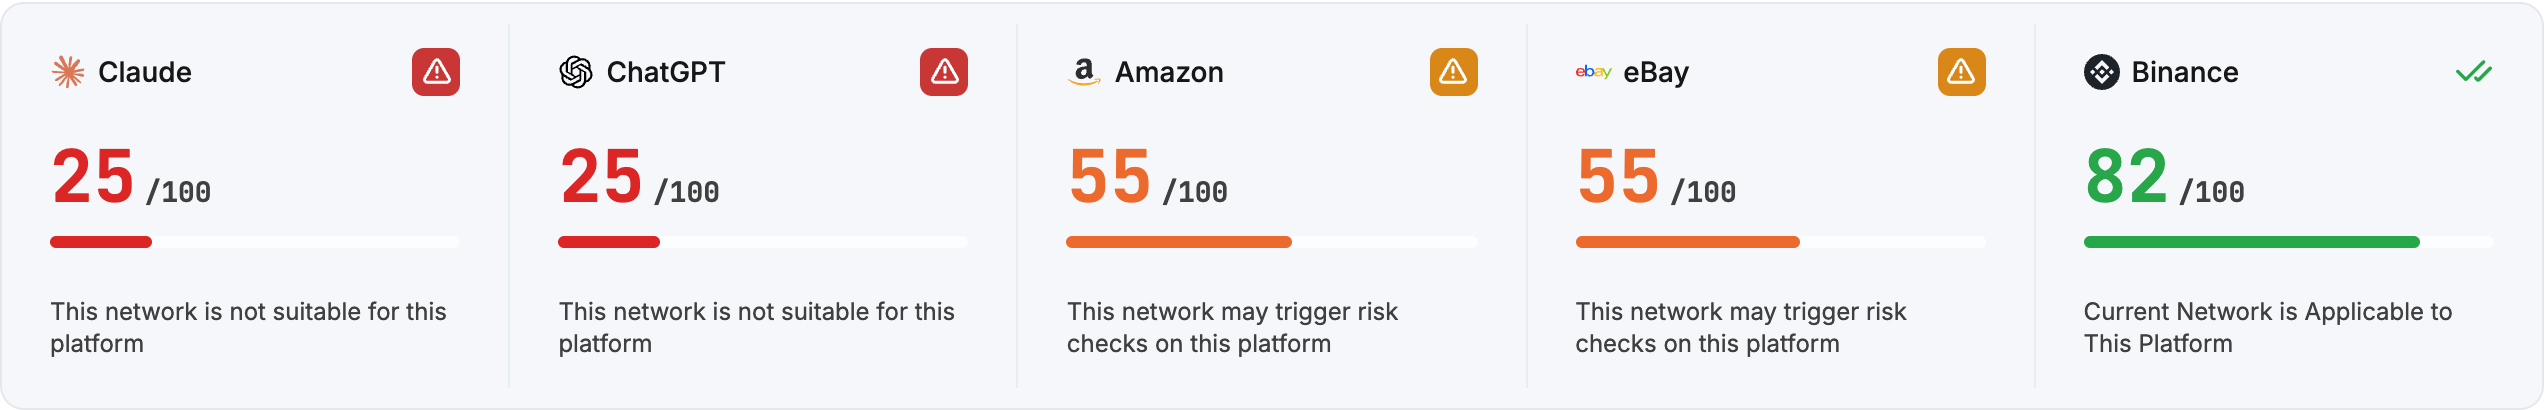 Claude
25 /100
This network is not suitable for this
platform
ChatGPT
25 /100
This network is not suitable for this
platform
a Amazon
55 /100
This network may trigger risk
checks on this platform
ebay eBay
55 /100
This network may trigger risk
checks on this platform
Binance
82 /100
Current Network is Applicable to
This Platform